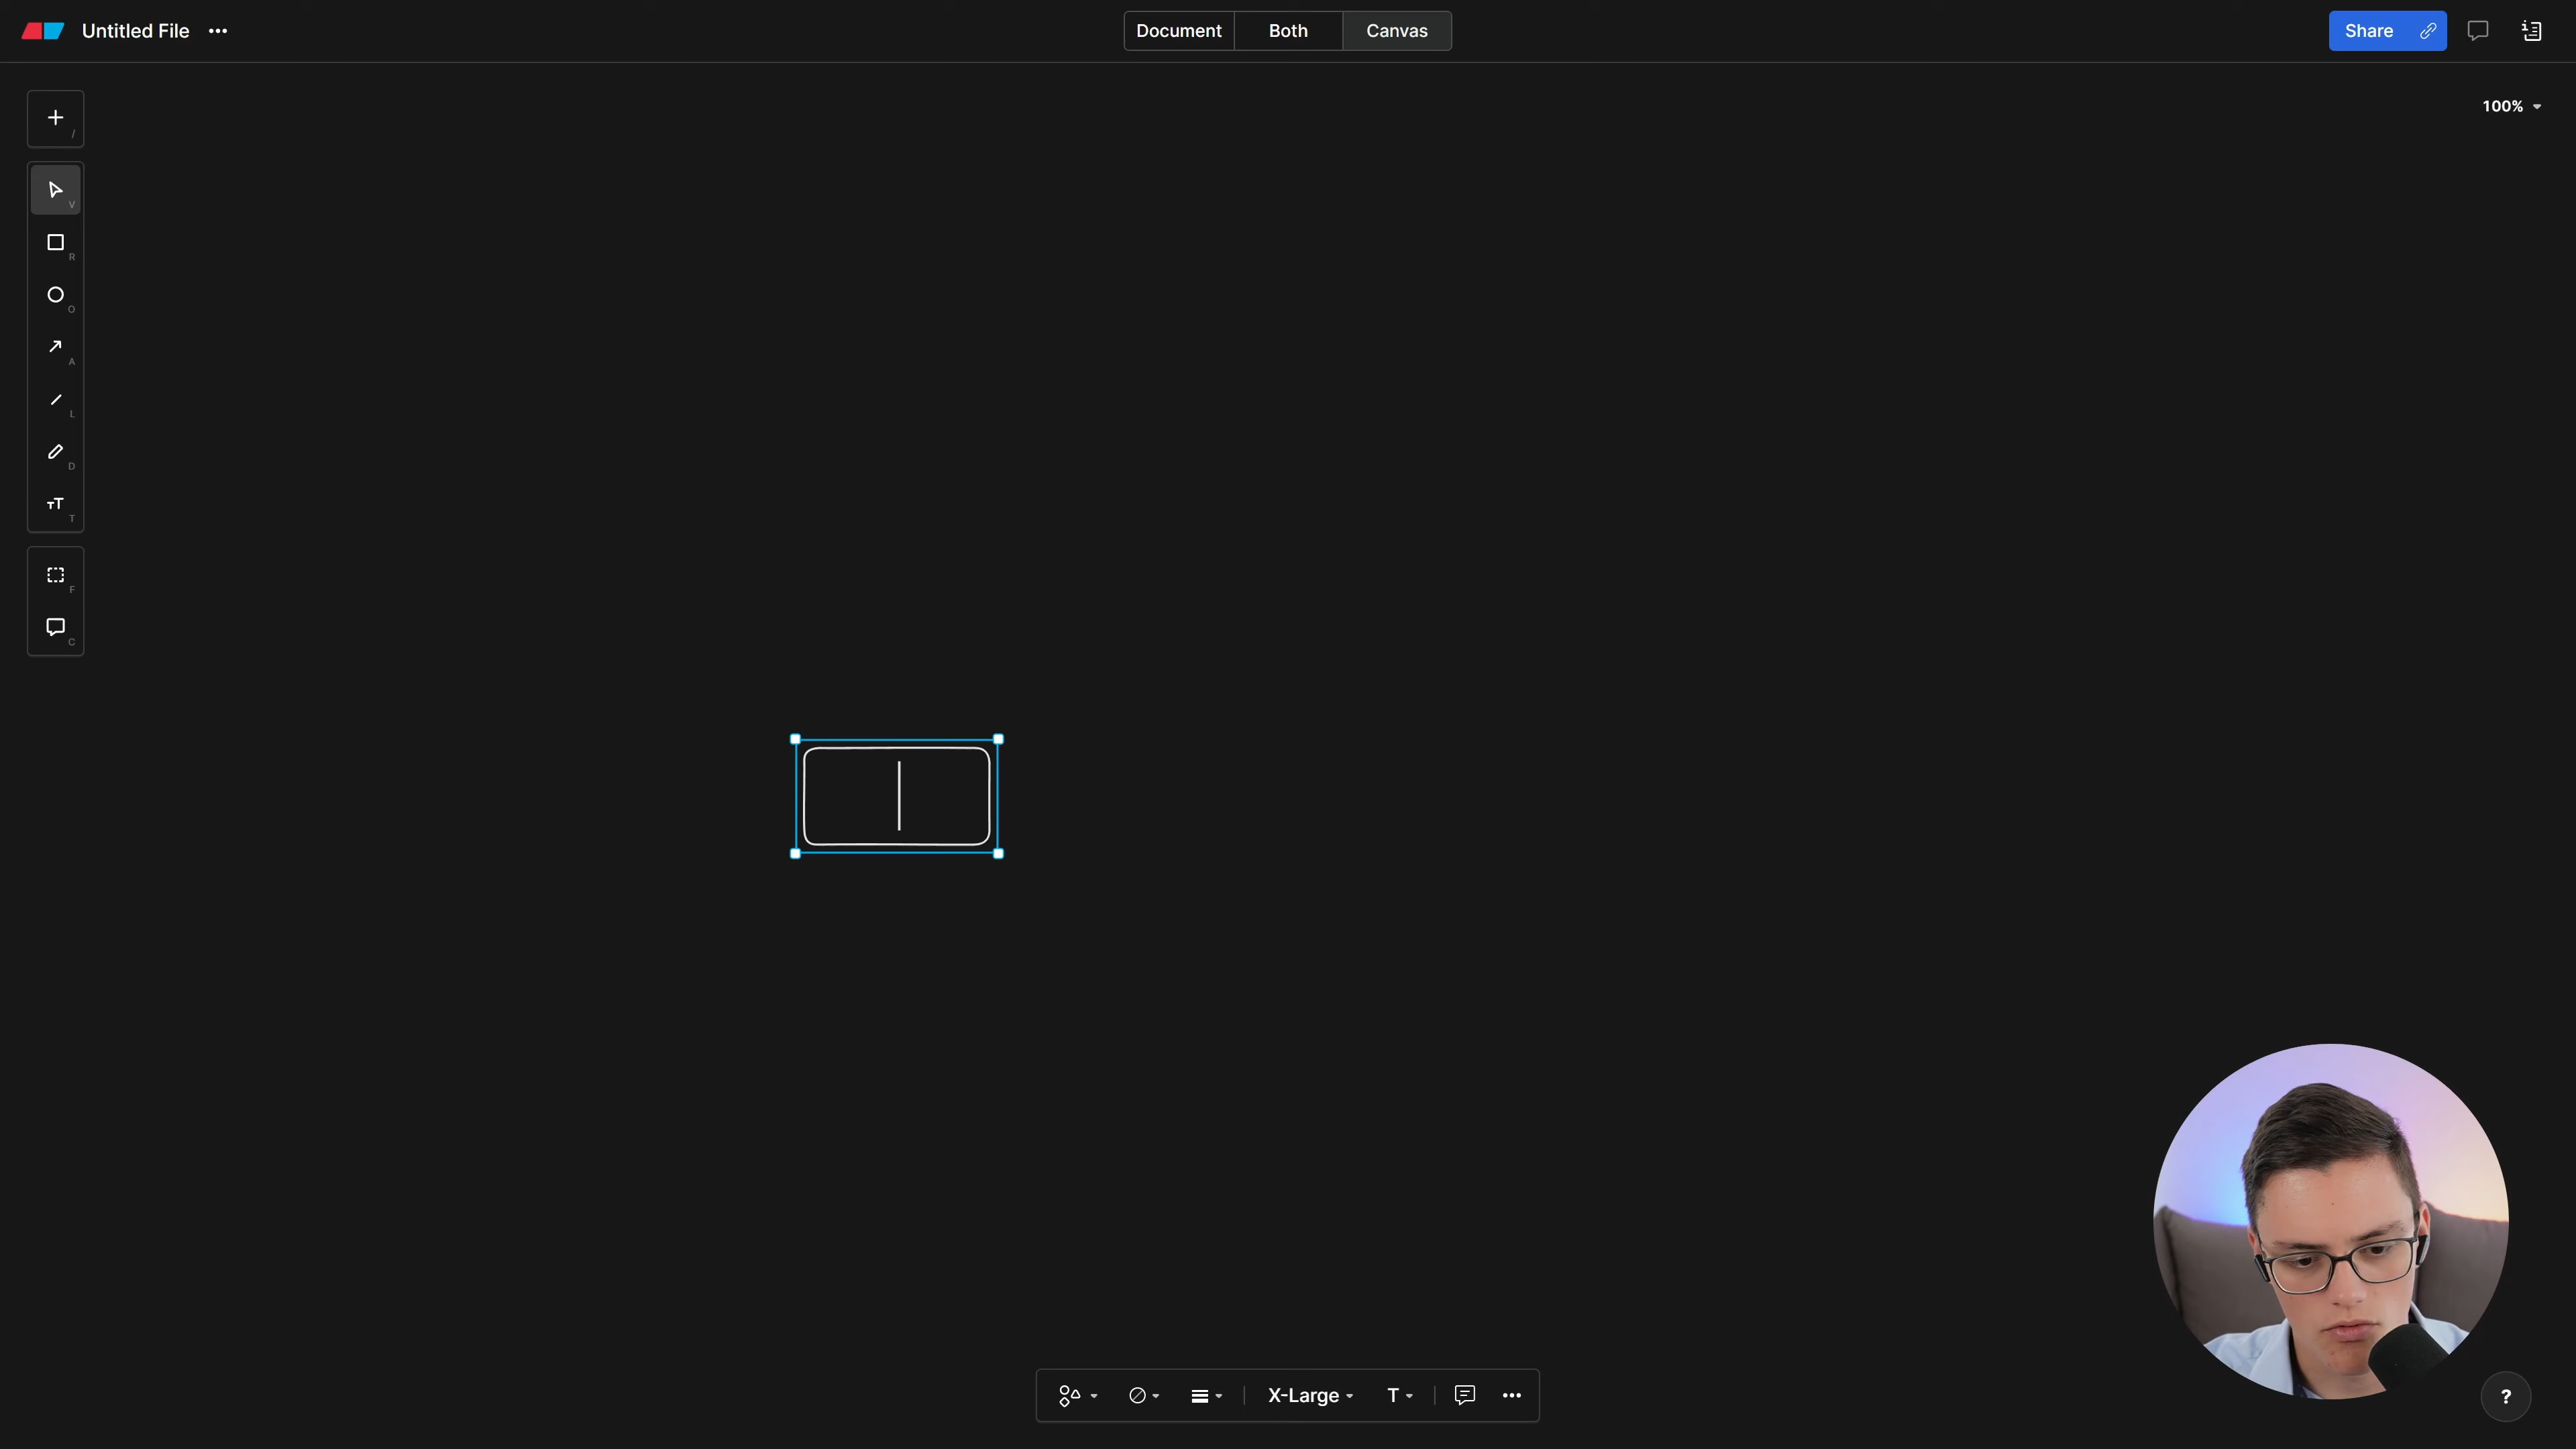 Untitled File
Document Both Canvas
Share
100%
/
V
R
O
A
L
D
T
F
C
X-Large T
?